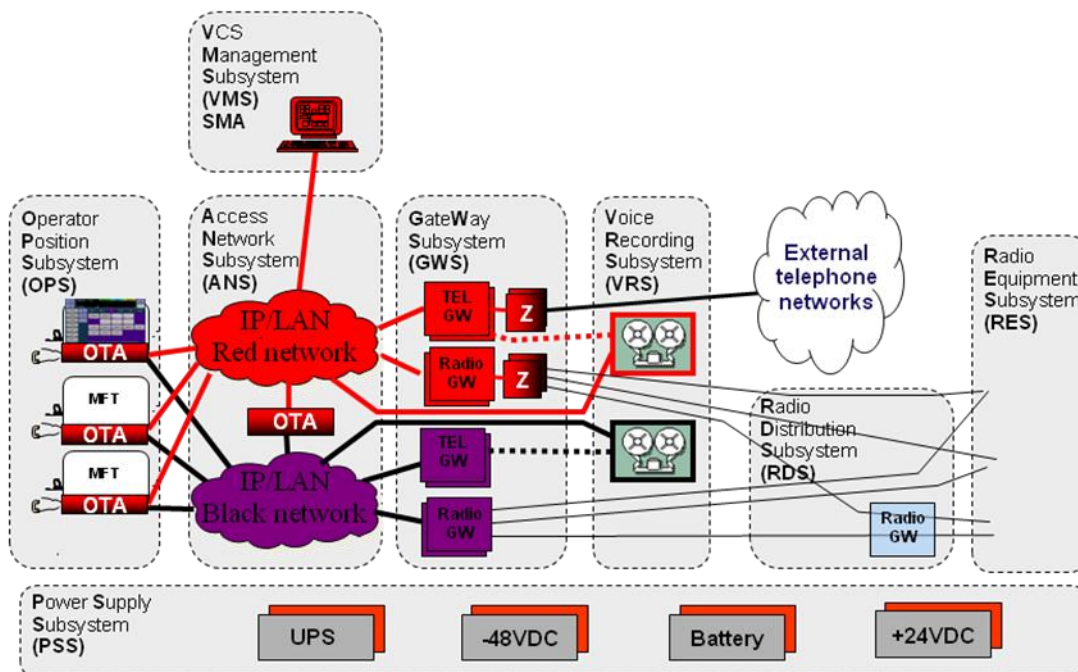 VCS
Management
Subsystem
(VMS)
SMA
Operator
Position
Subsystem
(OPS)
OTA
MFT
OTA
MFT
OTA
Access
Network
Subsystem
(ANS)
IP/LAN
Red network
OTA
IP/LAN
Black network
GateWay
Subsystem
(GWS)
TEL
GW
Z
Radio
GW
Z
TEL
GW
Radio
GW
Voice
Recording
Subsystem
(VRS)
External
telephone
networks
Radio
Distribution
Subsystem
(RDS)
Radio
GW
Radio
Equipment
Subsystem
(RES)
Power Supply
Subsystem
(PSS)
UPS
-48VDC
Battery
+24VDC